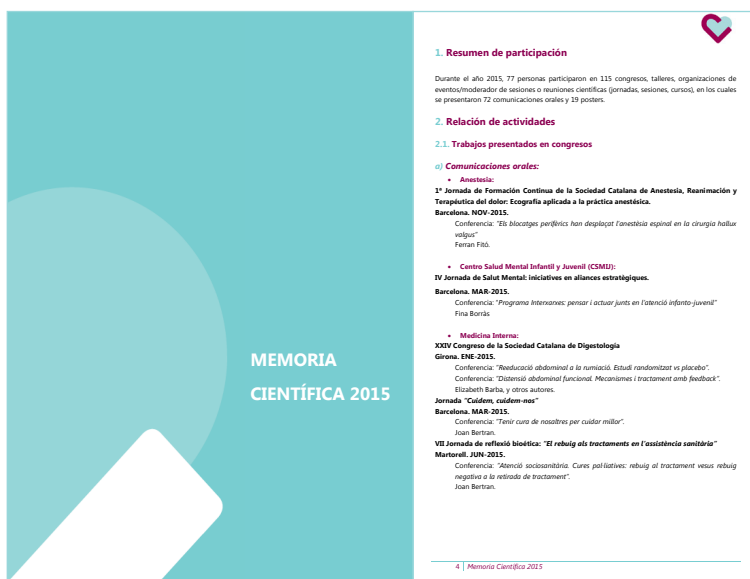 MEMORIA
CIENTÍFICA 2015
1. Resumen de participación
Durante el año 2015, 77 personas participaron en 115 congresos, talleres, organizaciones de
eventos/moderador de sesiones o reuniones científicas (jornadas, sesiones, cursos), en los cuales
se presentaron 72 comunicaciones orales y 19 posters.
2. Relación de actividades
2.1. Trabajos presentados en congresos
a) Comunicaciones orales:
• Anestesia:
1ª Jornada de Formación Continua de la Sociedad Catalana de Anestesia, Reanimación y
Terapéutica del dolor: Ecografía aplicada a la práctica anestésica.
Barcelona. NOV-2015.
Conferencia: "Els blocatges perifèrics han desplaçat l'anestèsia espinal en la cirurgia hallux
valgus"
Ferran Fitó.
• Centro Salud Mental Infantil y Juvenil (CSMIJ):
IV Jornada de Salut Mental: iniciatives en aliances estratègiques.
Barcelona. MAR-2015.
Conferencia: "Programa Interxarxes: pensar i actuar junts en l'atenció infanto-juvenil"
Fina Borràs
• Medicina Interna:
XXIV Congreso de la Sociedad Catalana de Digestología
Girona. ENE-2015.
Conferencia: "Reeducació abdominal a la rumiació. Estudi randomitzat vs placebo".
Conferencia: "Distensió abdominal funcional. Mecanismes i tractament amb feedback".
Elizabeth Barba, y otros autores.
Jornada "Cuidem, cuidem-nos"
Barcelona. MAR-2015.
Conferencia: "Tenir cura de nosaltres per cuidar millor".
Joan Bertran.
VII Jornada de reflexió bioètica: "El rebuig als tractaments en l'assistència sanitària"
Martorell. JUN-2015.
Conferencia: "Atenció sociosanitària. Cures pal·liatives: rebuig al tractament vesus rebuig
negativa a la retirada de tractament".
Joan Bertran.
4 | Memoria Científica 2015